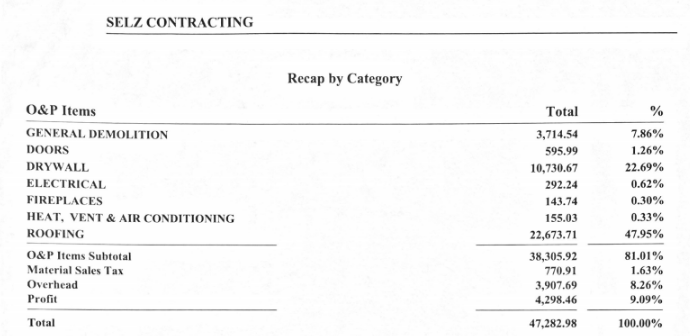 SELZ CONTRACTING
Recap by Category
O&P Items Total %
GENERAL DEMOLITION 3,714.54 7.86%
DOORS 595.99 1.26%
DRYWALL 10,730.67 22.69%
ELECTRICAL 292.24 0.62%
FIREPLACES 143.74 0.30%
HEAT, VENT & AIR CONDITIONING 155.03 0.33%
ROOFING 22,673.71 47.95%
O&P Items Subtotal 38,305.92 81.01%
Material Sales Tax 770.91 1.63%
Overhead 3,907.69 8.26%
Profit 4,298.46 9.09%
Total 47,282.98 100.00%